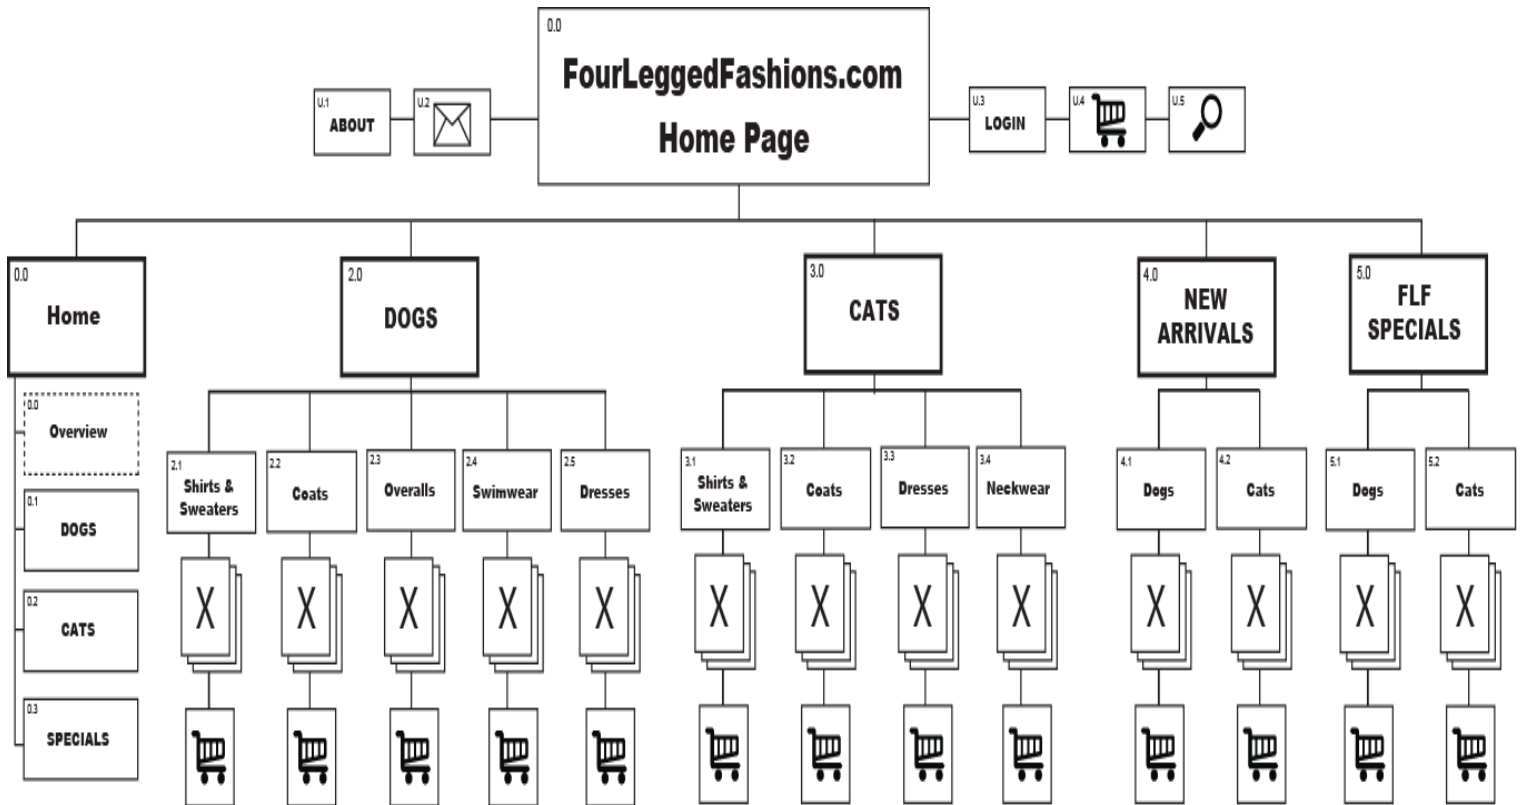 0.0
FourLeggedFashions.com
Home Page
U.1
ABOUT
U.2
U.3
LOGIN
U.4
U.5
0.0
Home
2.0
DOGS
3.0
CATS
4.0
NEW
ARRIVALS
5.0
FLF
SPECIALS
0.0
Overview
0.1
DOGS
0.2
CATS
0.3
SPECIALS
2.1
Shirts &
Sweaters
2.2
Coats
2.3
Overalls
2.4
Swimwear
2.5
Dresses
3.1
Shirts &
Sweaters
3.2
Coats
3.3
Dresses
3.4
Neckwear
4.1
Dogs
4.2
Cats
5.1
Dogs
5.2
Cats
X
X
X
X
X
X
X
X
X
X
X
X
X